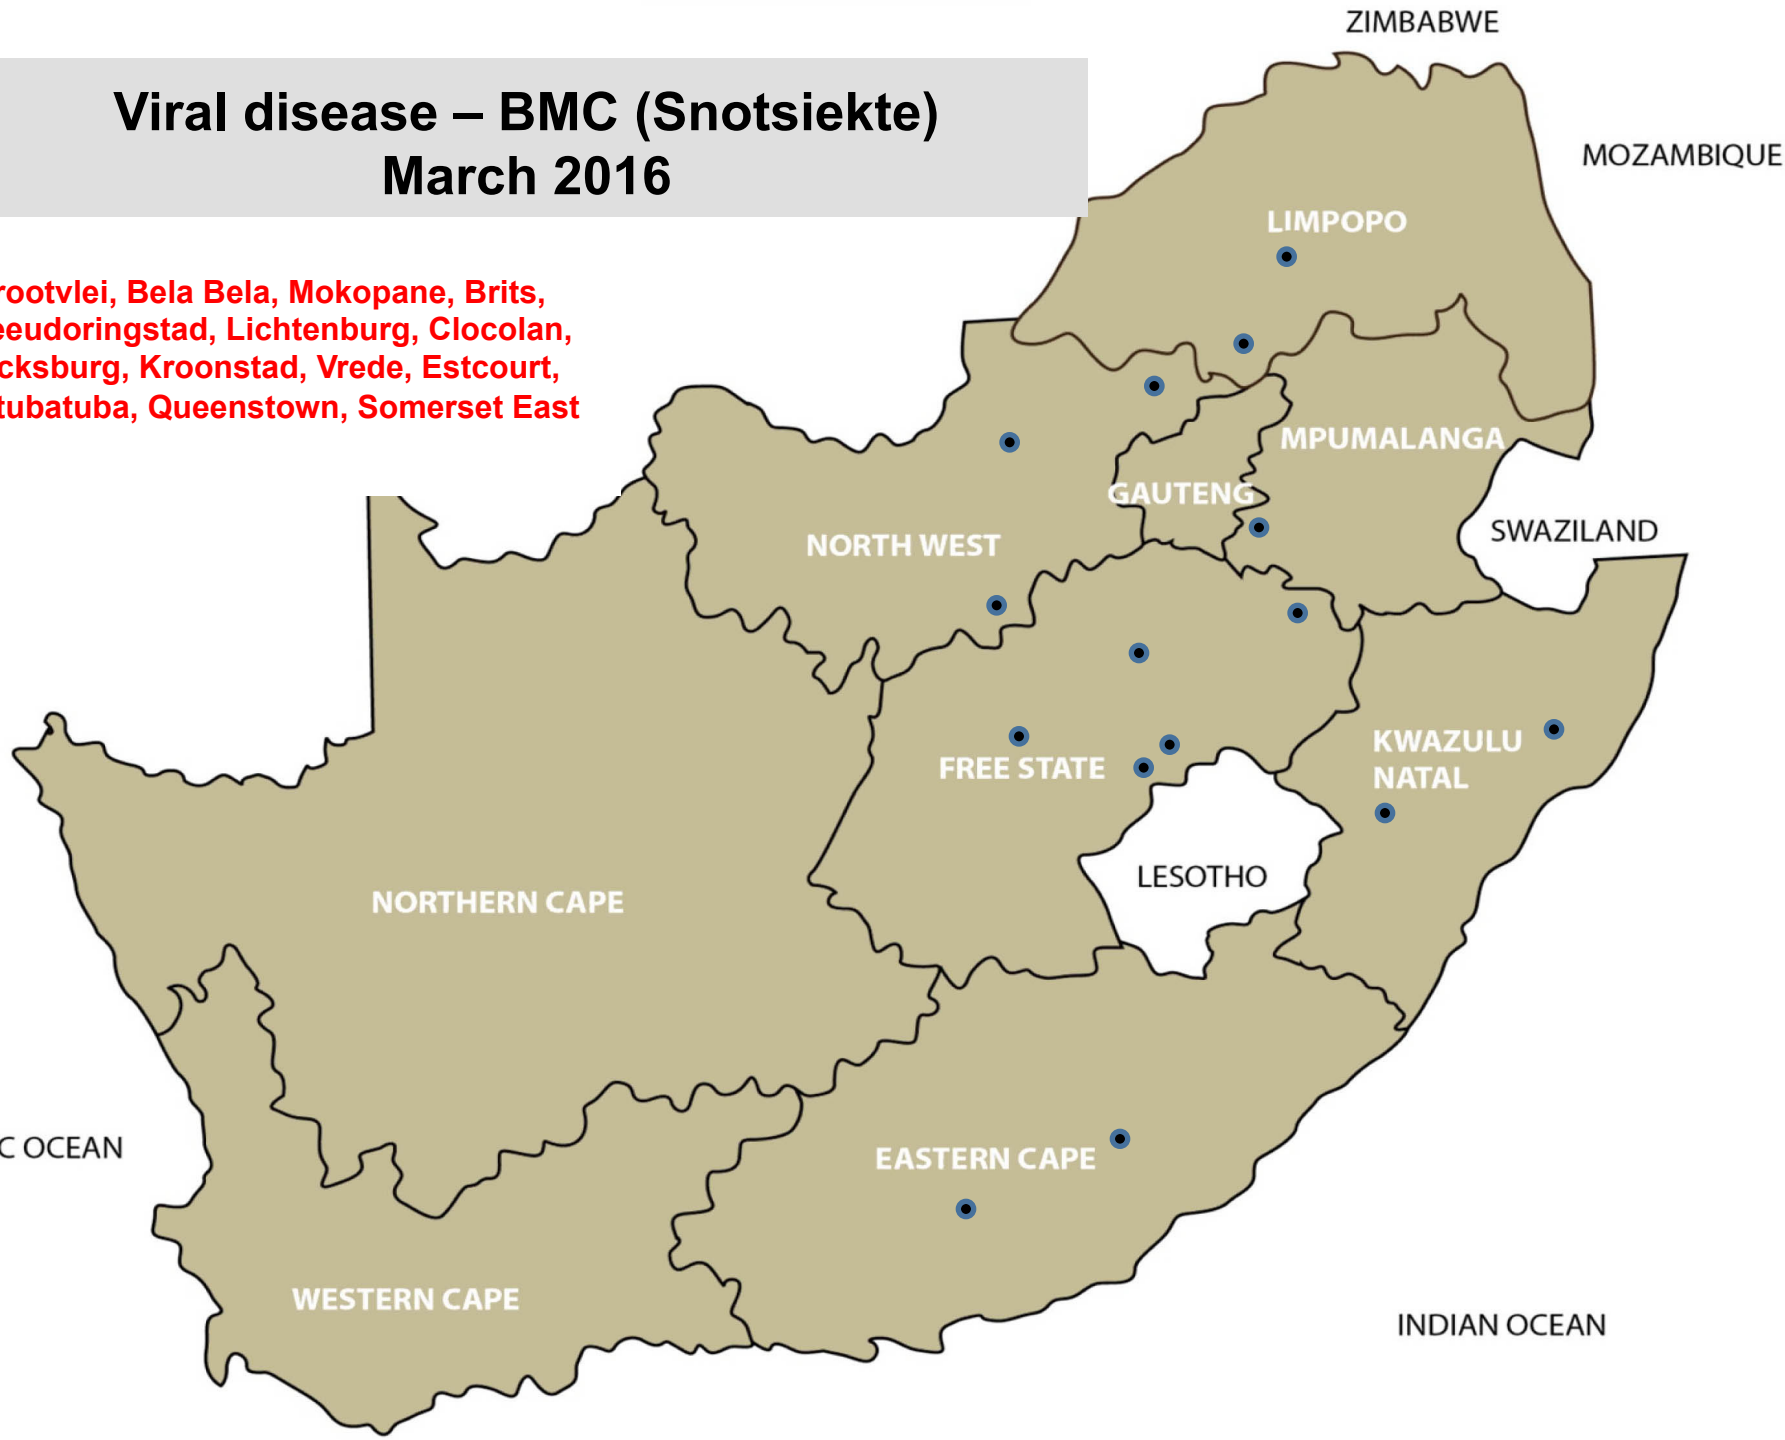 ZIMBABWE
Viral disease – BMC (Snotsiekte)
March 2016
MOZAMBIQUE
LIMPOPO
rootvlei, Bela Bela, Mokopane, Brits,
eeudoringstad, Lichtenburg, Clocolan,
cksburg, Kroonstad, Vrede, Estcourt,
tubatuba, Queenstown, Somerset East
MPUMALANGA
GAUTENG
SWAZILAND
NORTH WEST
KWAZULU
NATAL
FREE STATE
LESOTHO
NORTHERN CAPE
C OCEAN
EASTERN CAPE
WESTERN CAPE
INDIAN OCEAN